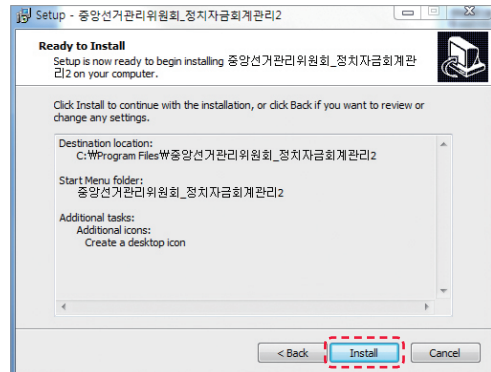 Setup - 중앙선거관리위원회_정치자금회계관리2
Ready to Install
Setup is now ready to begin installing 중앙선거관리위원회_정치자금회계관
리2 on your computer.
Click Install to continue with the installation, or click Back if you want to review or
change any settings.
Destination location:
C:₩Program Files₩중앙선거관리위원회_정치자금회계관리2
Start Menu folder:
중앙선거관리위원회_정치자금회계관리2
Additional tasks:
Additional icons:
Create a desktop icon
< Back Install Cancel